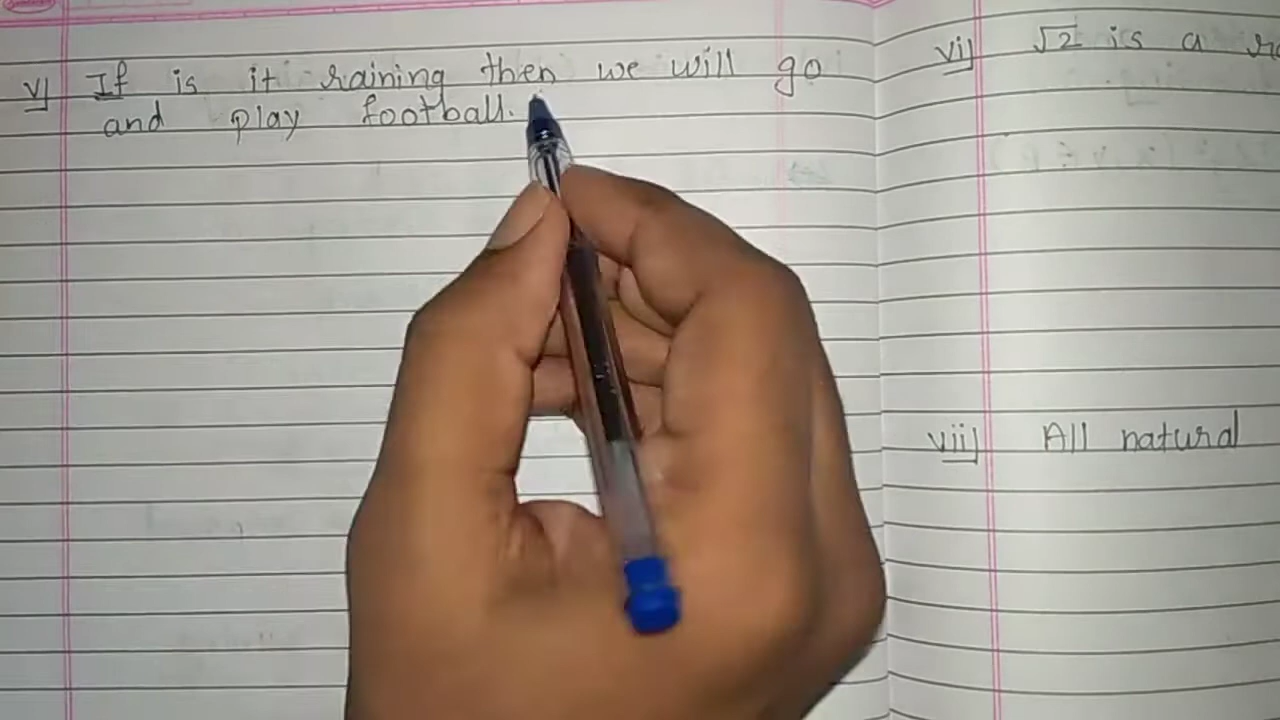 v) If is it raining then we will go
and play football.
vi) √2 is a
vii) All natural